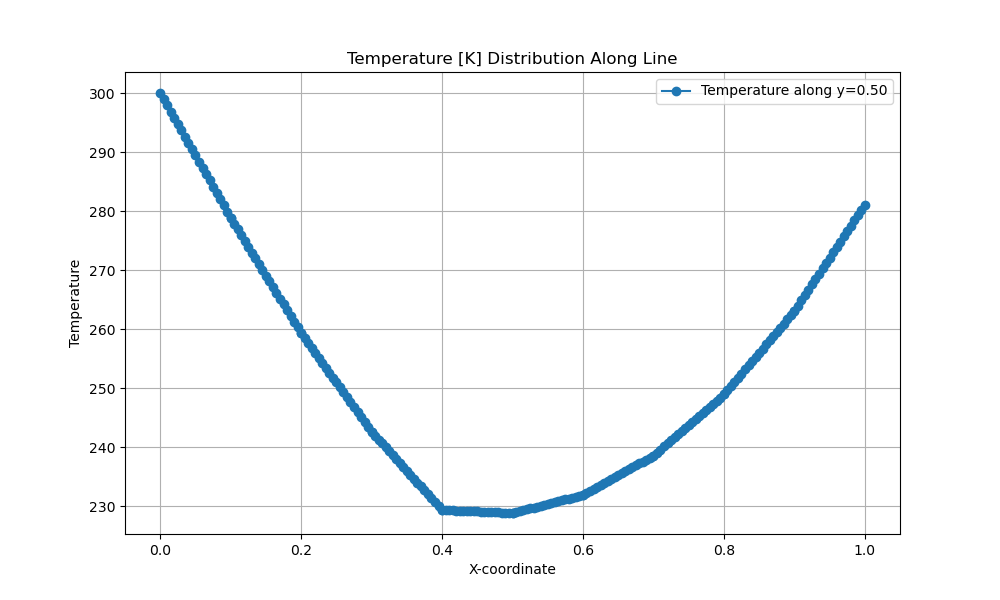 Temperature [K] Distribution Along Line
Temperature along y=0.50
300
290
280
270
260
250
240
230
Temperature
0.0 0.2 0.4 0.6 0.8 1.0
X-coordinate